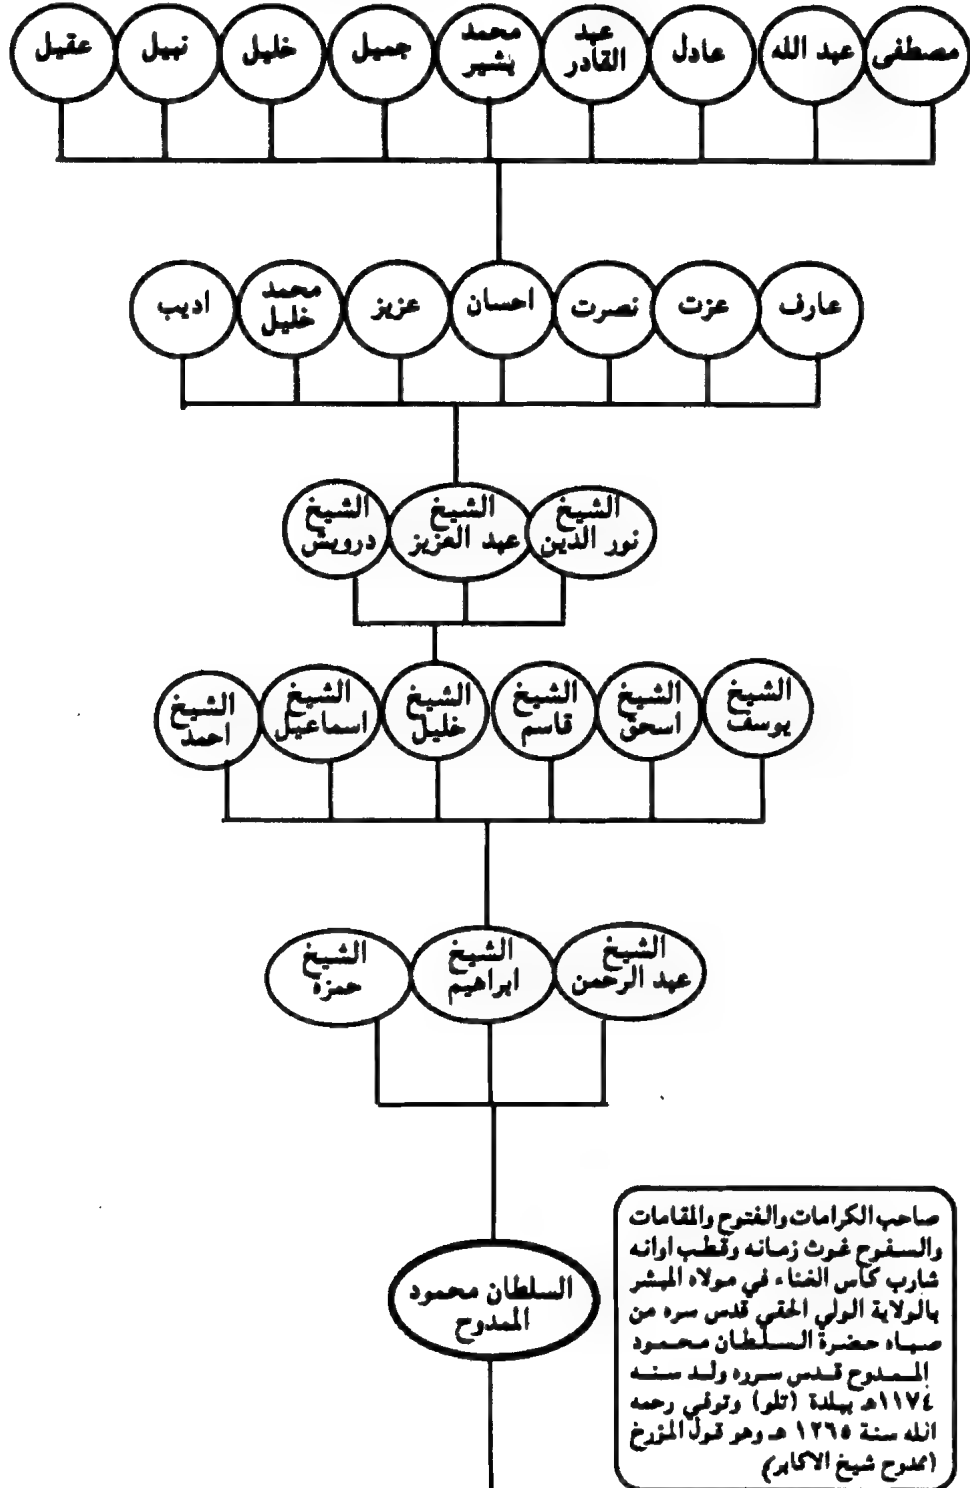 مصطفى
عبد الله
عادل
عبد
القادر
محمد
بشير
جميل
خليل
نبيل
عقيل
عارف
عزت
نصرت
احسان
عزيز
محمد
خليل
اديب
الشيخ
نور الدين
الشيخ
عبد العزيز
الشيخ
درويش
الشيخ
يوسف
الشيخ
اسحق
الشيخ
قاسم
الشيخ
خليل
الشيخ
اسماعيل
الشيخ
احمد
الشيخ
عبد الرحمن
الشيخ
ابراهيم
الشيخ
حمزه
السلطان محمود
الممدوح
صاحب الكرامات والفتوح والمقامات
والسفوح غوث زمانه وقطب اوانه
شارب كاس الفناء في مولاه المبشر
بالولاية الولي الحقي قدس سره من
صباه حضرة السلطان محمود
الممدوح قدس سروه ولد سنه
١١٧٤هـ ببلدة (تلو) وتوفي رحمه
الله سنة ١٢٦٥ هـ وهو قول المؤرخ
(ممدوح شيخ الاكابر)